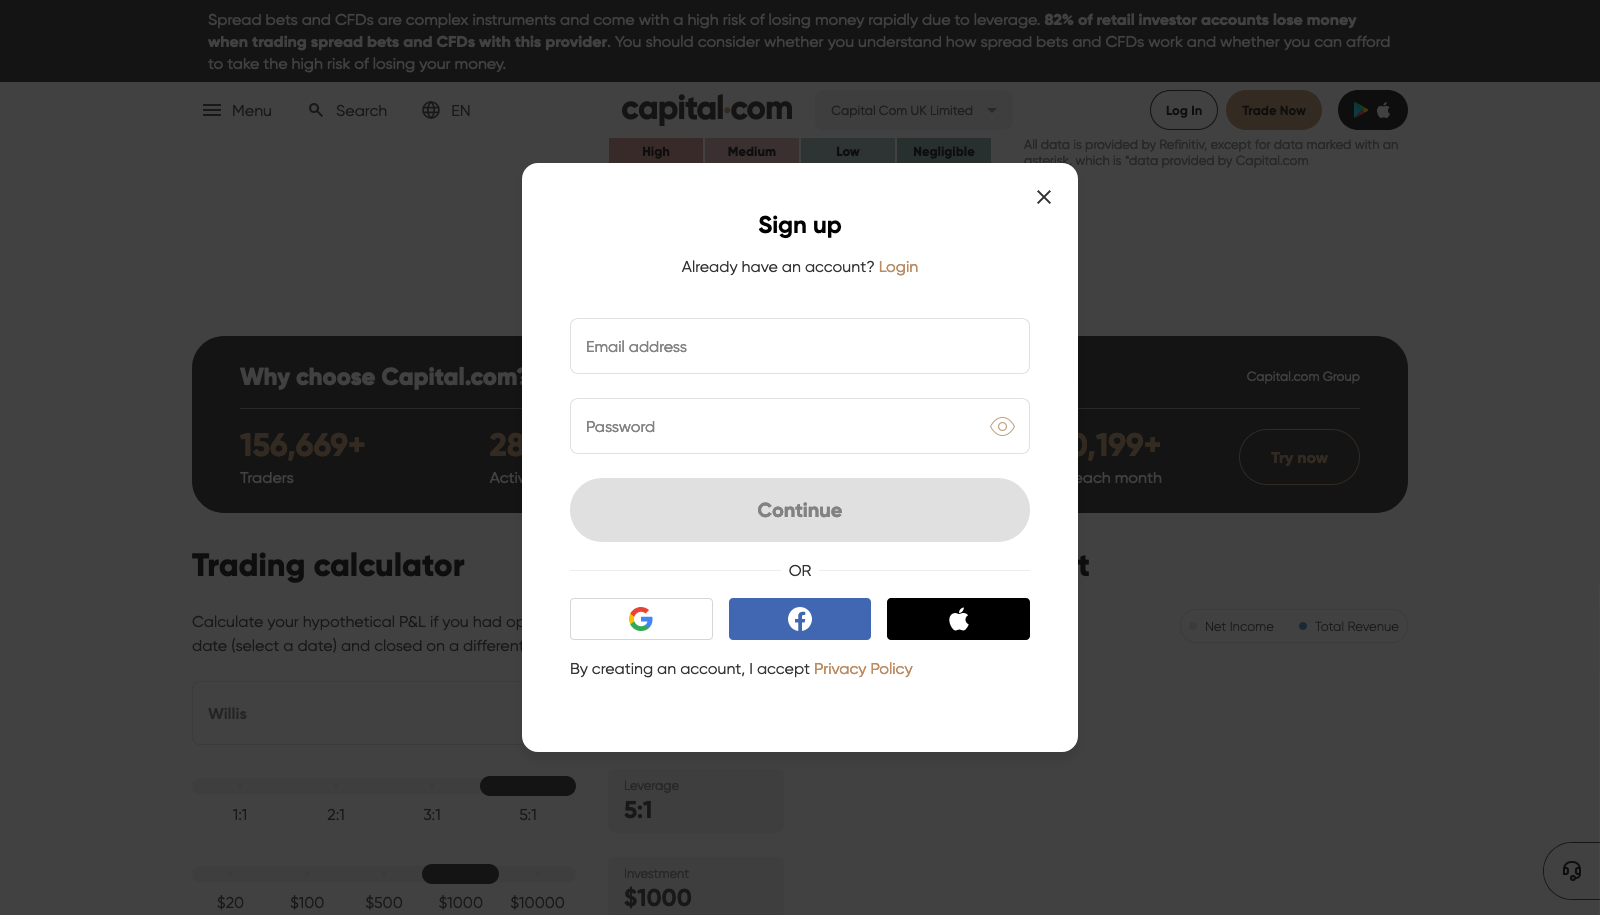 Spread bets and CFDs are complex instruments and come with a high risk of losing money rapidly due to leverage. 82% of retail investor accounts lose money
when trading spread bets and CFDs with this provider. You should consider whether you understand how spread bets and CFDs work and whether you can afford
to take the high risk of losing your money.
Menu Search EN capital.com Capital Com UK Limited Log In Trade Now
High Medium Low Negligible
All data is provided by Refinitiv, except for data marked with an
asterisk, which is *data provided by Capital.com
Sign up
Already have an account? Login
Email address
Password
Continue
OR
By creating an account, I accept Privacy Policy
Why choose Capital.com?
Capital.com Group
156,669+
Traders
each month
Try now
Trading calculator
Calculate your hypothetical P&L if you had
date (select a date) and closed on a different
Net Income Total Revenue
Willis
1:1 2:1 3:1 5:1
Leverage
5:1
$20 $100 $500 $1000 $10000
Investment
$1000